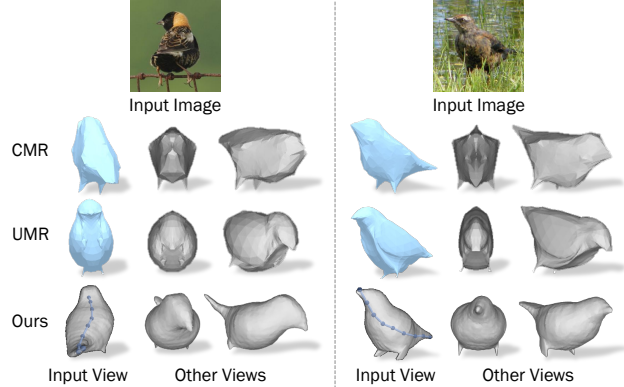 Input Image
Input Image
CMR
UMR
Ours
Input View Other Views
Input View Other Views